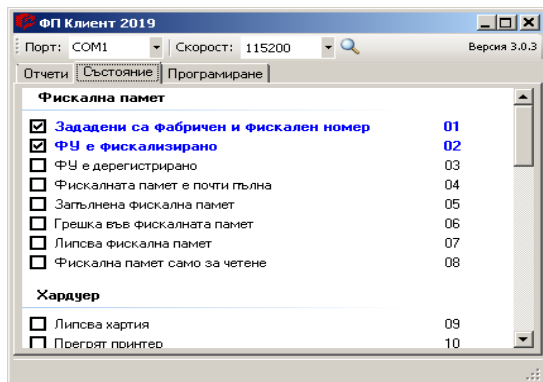 ФП Клиент 2019
Порт: COM1 Скорост: 115200 Версия 3.0.3
Отчети Състояние Програмиране
Фискална памет
Зададени са фабричен и фискален номер 01
ФУ е фискализирано 02
ФУ е дерегистрирано 03
Фискалната памет е почти пълна 04
Запълнена фискална памет 05
Грешка във фискалната памет 06
Липсва фискална памет 07
Фискална памет само за четене 08
Хардуер
Липсва хартия 09
Прегрят принтер 10